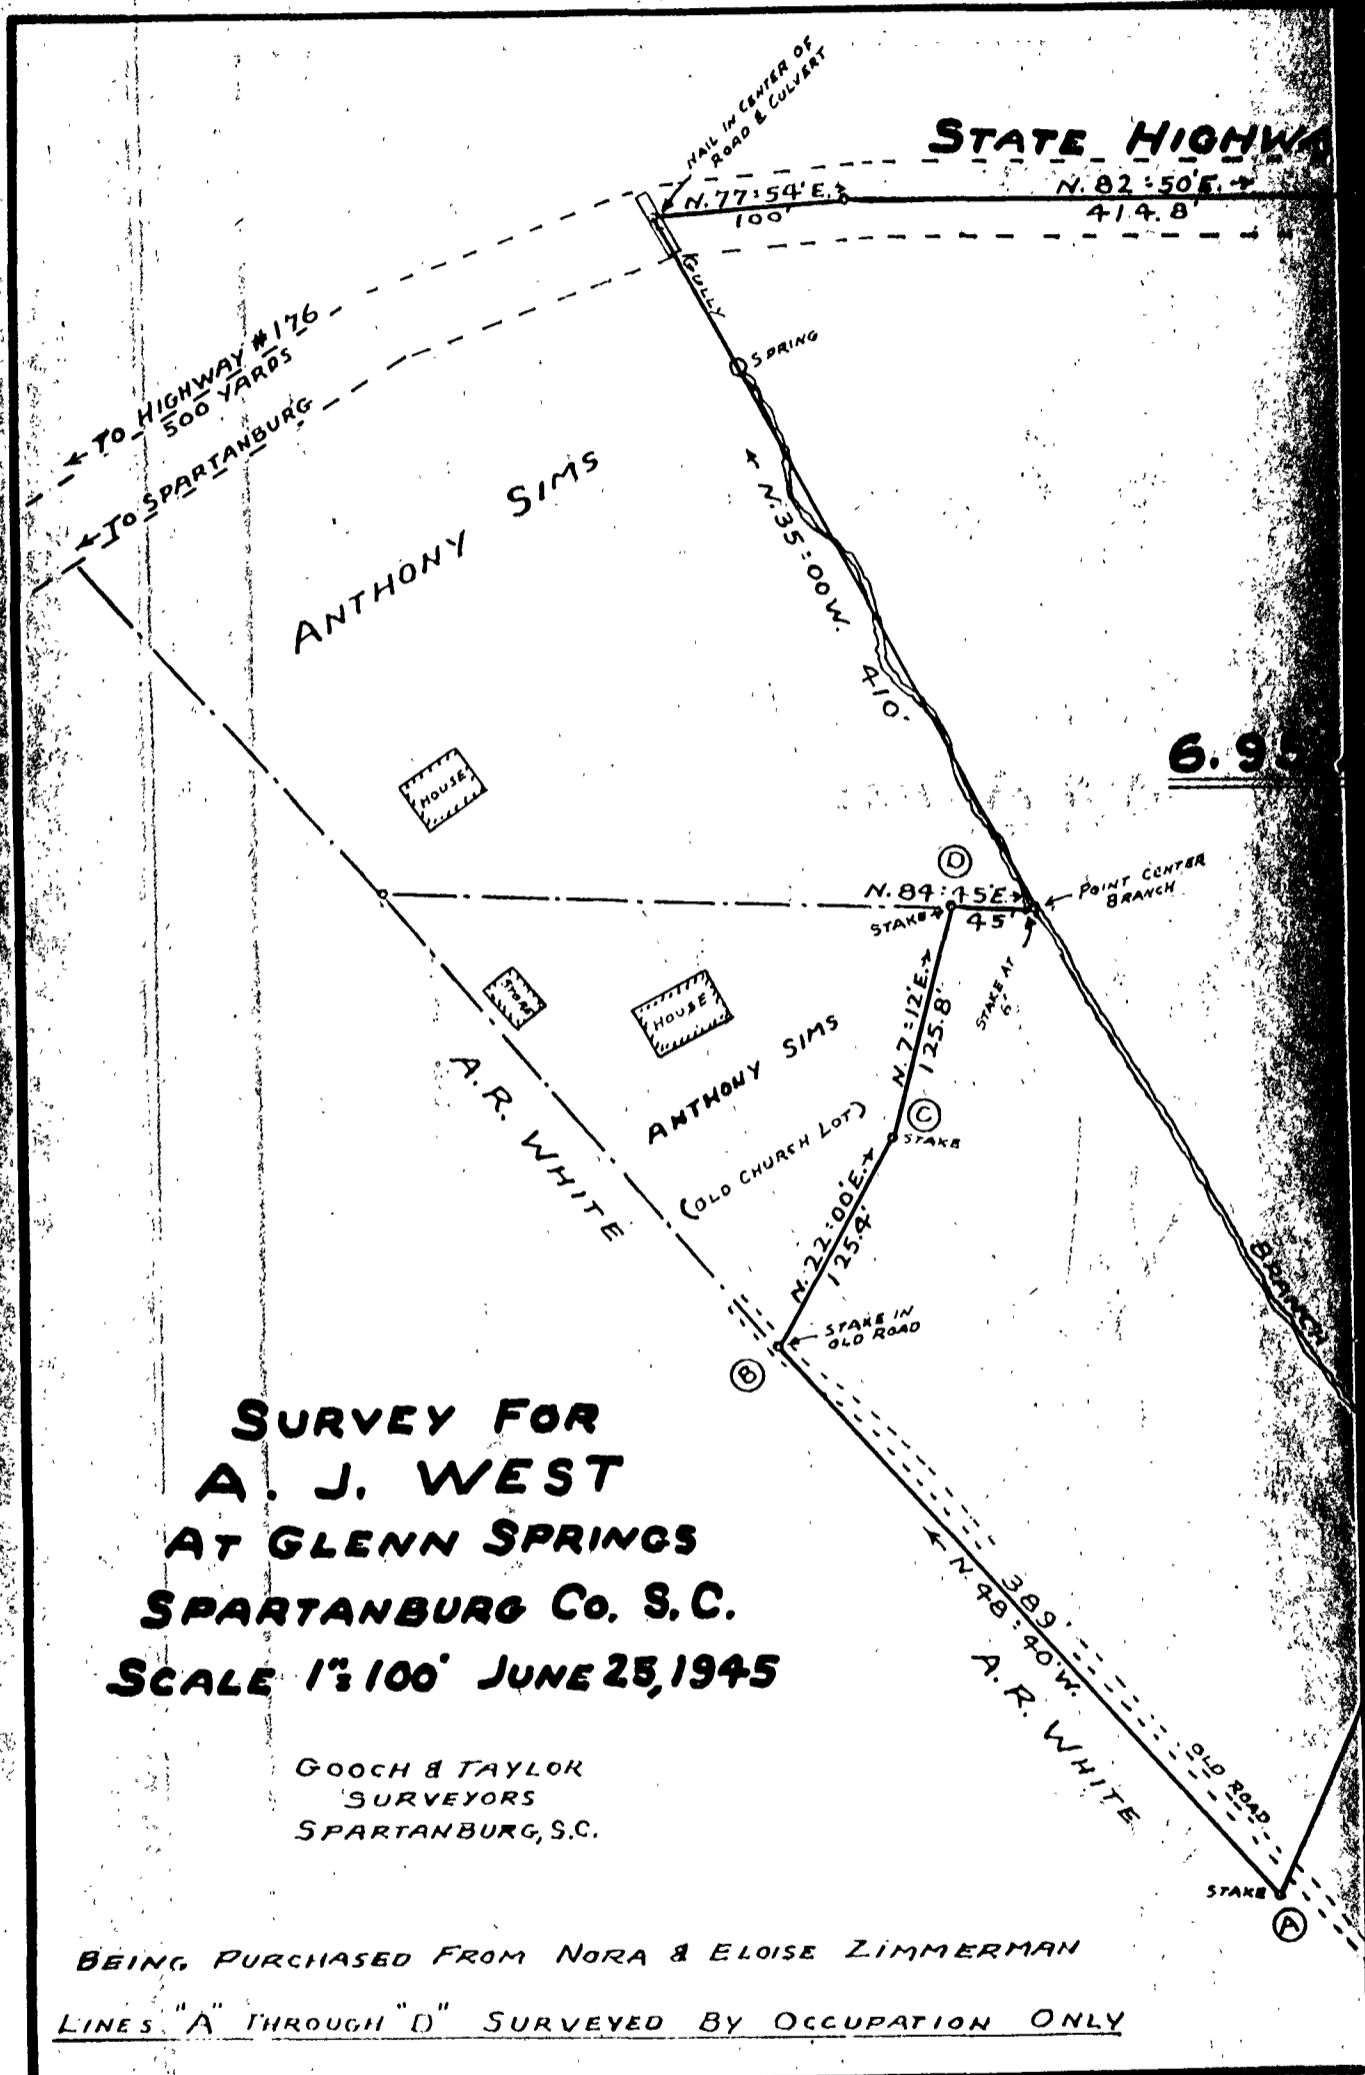 NAIL IN CENTER OF
ROAD & CULVERT
STATE HIGHWA
N. 77:54' E.
100'
N. 82:50' E.
414.8'
GULLY
SPRING
TO HIGHWAY #176
500 YARDS
TO SPARTANBURG
ANTHONY SIMS
N. 35:00 W.
410'
6.95
HOUSE
D
N. 84:45' E.
45'
STAKE
POINT CENTER
BRANCH
STAKE AT
6'
STORE
HOUSE
N. 7:12' E.
125.8'
ANTHONY SIMS
(OLD CHURCH LOT)
C
STAKE
A. R. WHITE
N. 22:00' E.
125.4'
BRANCH
STAKE IN
OLD ROAD
B
SURVEY FOR
A. J. WEST
AT GLENN SPRINGS
SPARTANBURG Co. S.C.
SCALE 1"=100' JUNE 25, 1945
389'
N. 48:40' W.
A. R. WHITE
OLD ROAD
GOOCH & TAYLOR
SURVEYORS
SPARTANBURG, S.C.
STAKE
A
BEING PURCHASED FROM NORA & ELOISE ZIMMERMAN
LINES "A" THROUGH "D" SURVEYED BY OCCUPATION ONLY